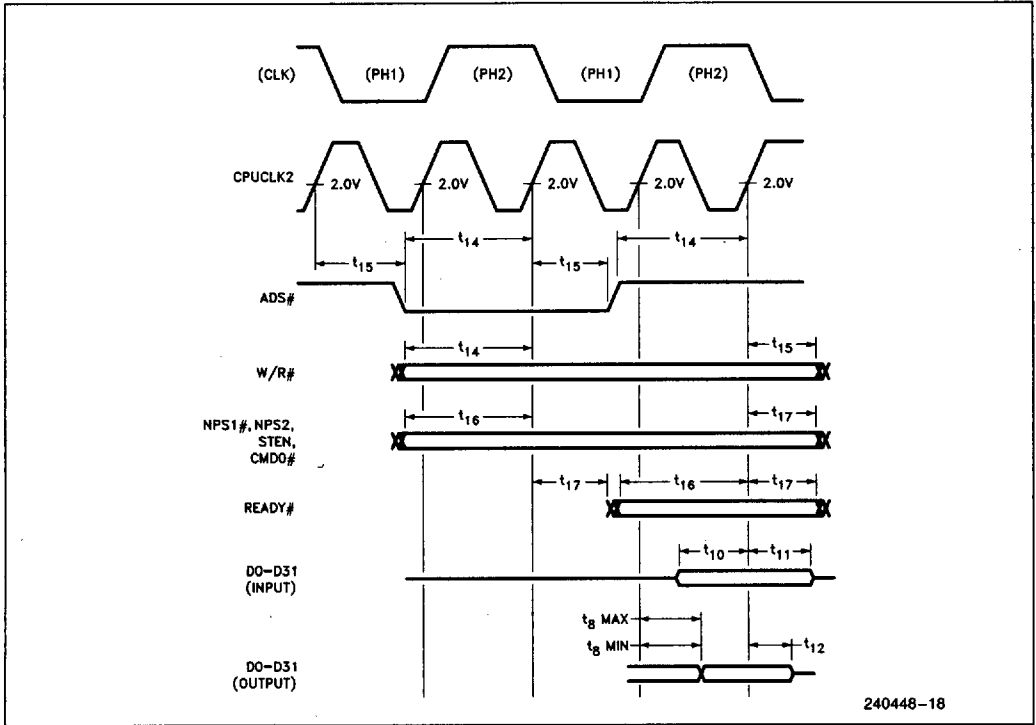 (CLK) (PH1) (PH2) (PH1) (PH2)
CPUCLK2 2.0V 2.0V 2.0V 2.0V 2.0V
t14 t14
t15 t15
ADS#
t14 t15
W/R#
t16 t17
NPS1#, NPS2,
STEN,
CMD0#
t17 t16 t17
READY#
t10 t11
D0-D31
(INPUT)
t8 MAX
t8 MIN t12
D0-D31
(OUTPUT)
240448-18